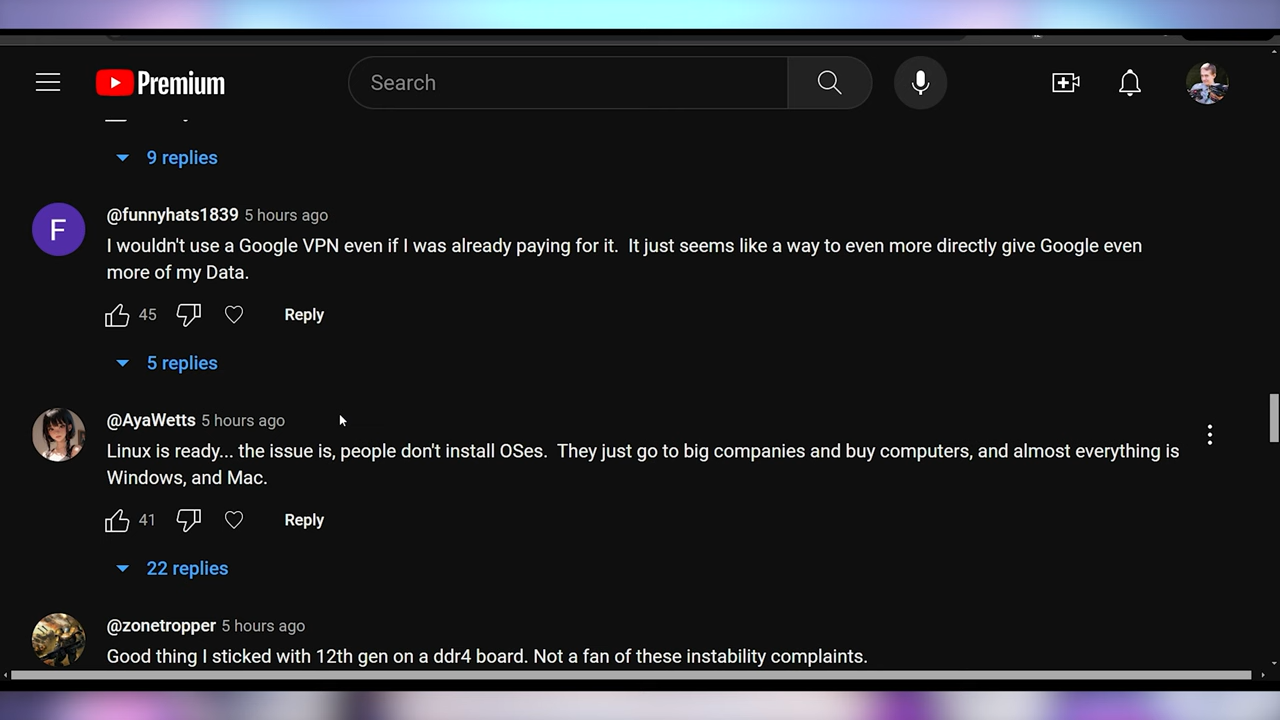 Premium
Search
9 replies
F
@funnyhats1839 5 hours ago
I wouldn't use a Google VPN even if I was already paying for it.  It just seems like a way to even more directly give Google even
more of my Data.
45
Reply
5 replies
@AyaWetts 5 hours ago
Linux is ready... the issue is, people don't install OSes.  They just go to big companies and buy computers, and almost everything is
Windows, and Mac.
41
Reply
22 replies
@zonetropper 5 hours ago
Good thing I sticked with 12th gen on a ddr4 board. Not a fan of these instability complaints.